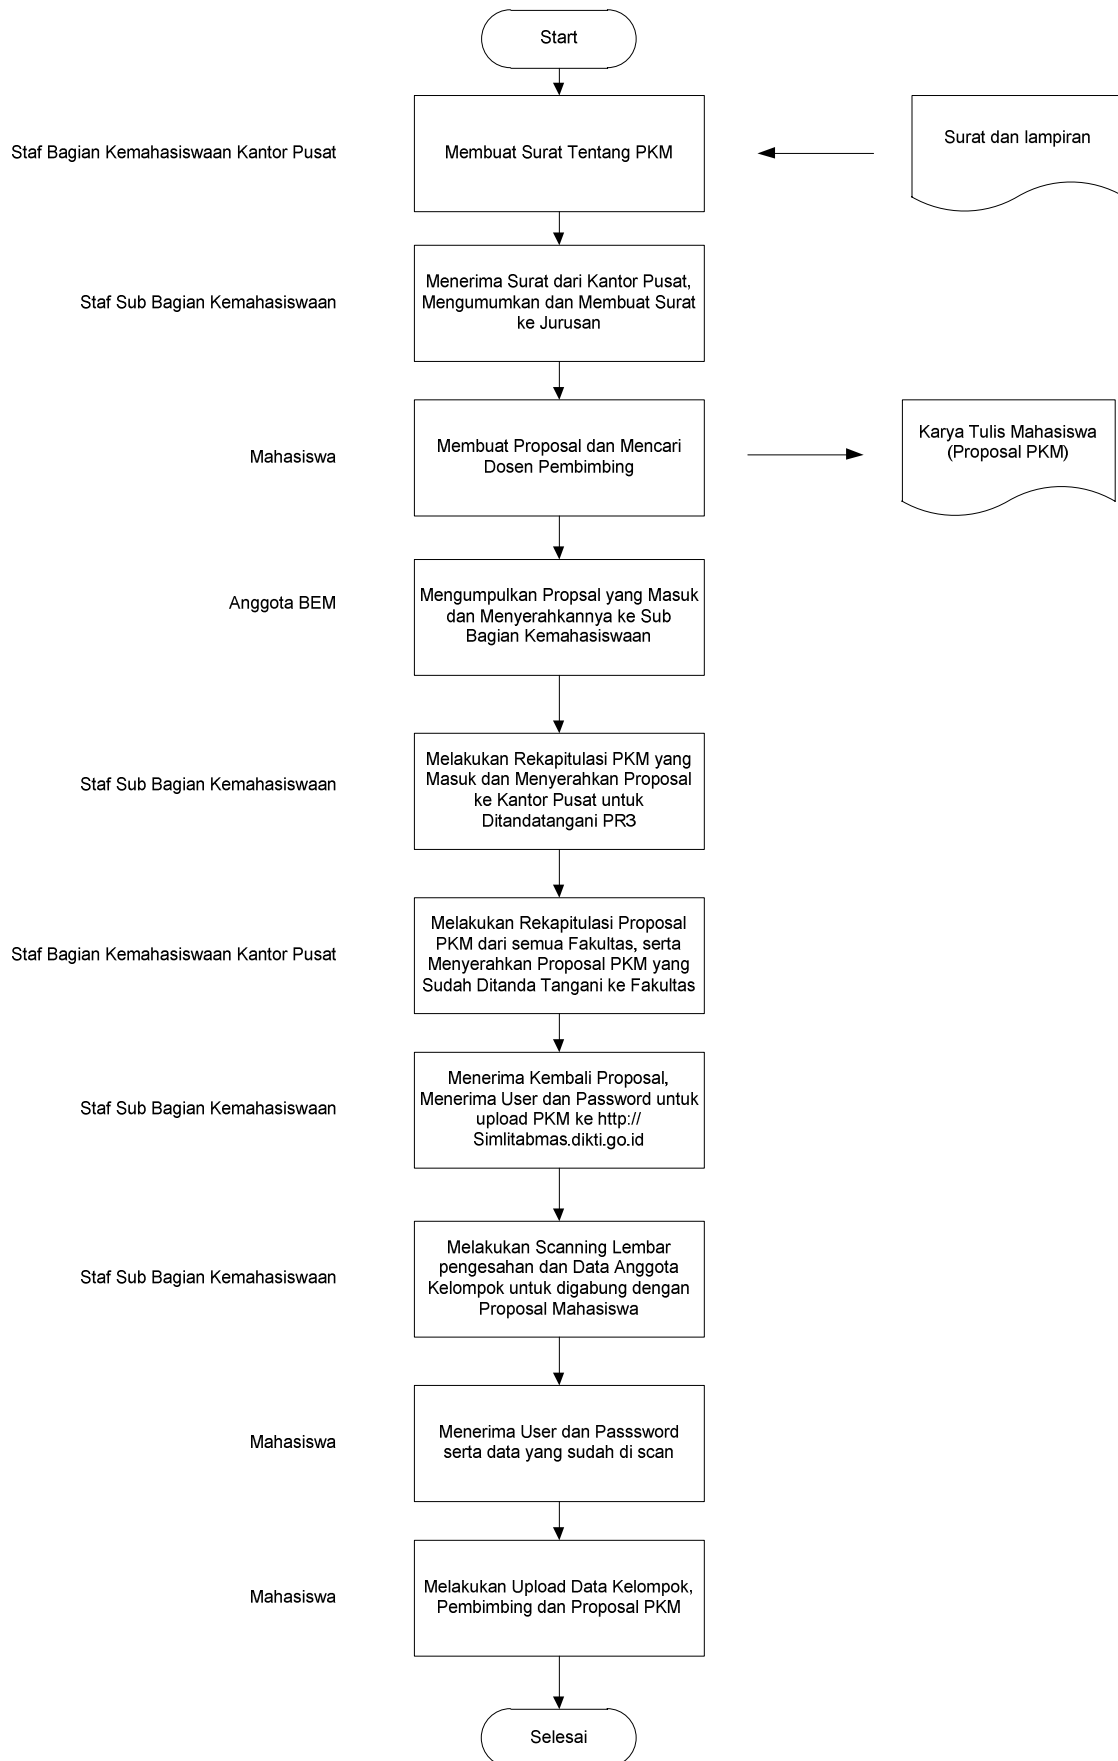 Start
Staf Bagian Kemahasiswaan Kantor Pusat
Membuat Surat Tentang PKM
Surat dan lampiran
Staf Sub Bagian Kemahasiswaan
Menerima Surat dari Kantor Pusat,
Mengumumkan dan Membuat Surat
ke Jurusan
Mahasiswa
Membuat Proposal dan Mencari
Dosen Pembimbing
Karya Tulis Mahasiswa
(Proposal PKM)
Anggota BEM
Mengumpulkan Propsal yang Masuk
dan Menyerahkannya ke Sub
Bagian Kemahasiswaan
Staf Sub Bagian Kemahasiswaan
Melakukan Rekapitulasi PKM yang
Masuk dan Menyerahkan Proposal
ke Kantor Pusat untuk
Ditandatangani PR3
Staf Bagian Kemahasiswaan Kantor Pusat
Melakukan Rekapitulasi Proposal
PKM dari semua Fakultas, serta
Menyerahkan Proposal PKM yang
Sudah Ditanda Tangani ke Fakultas
Staf Sub Bagian Kemahasiswaan
Menerima Kembali Proposal,
Menerima User dan Password untuk
upload PKM ke http://
Simlitabmas.dikti.go.id
Staf Sub Bagian Kemahasiswaan
Melakukan Scanning Lembar
pengesahan dan Data Anggota
Kelompok untuk digabung dengan
Proposal Mahasiswa
Mahasiswa
Menerima User dan Passsword
serta data yang sudah di scan
Mahasiswa
Melakukan Upload Data Kelompok,
Pembimbing dan Proposal PKM
Selesai